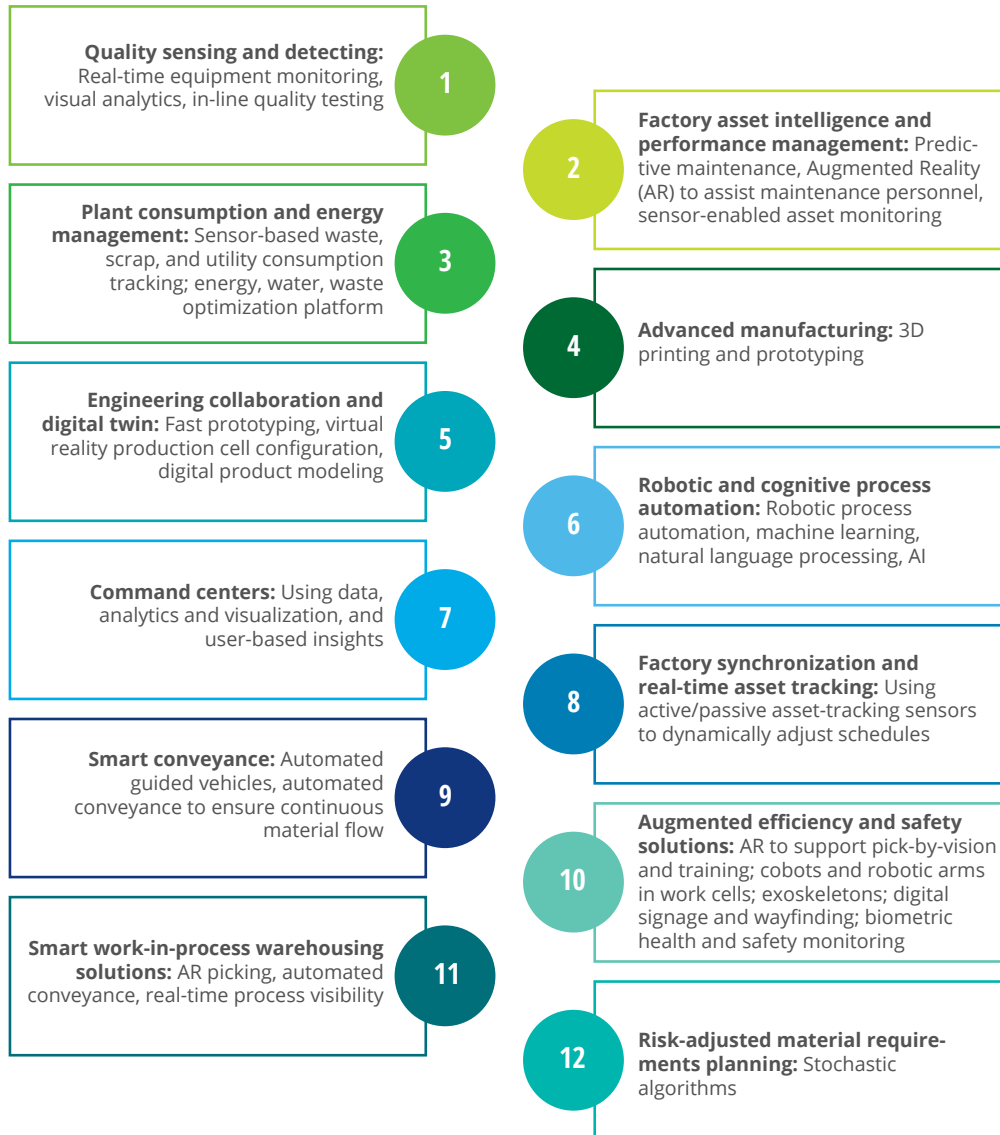 Quality sensing and detecting:
Real-time equipment monitoring,
visual analytics, in-line quality testing
1
2
Factory asset intelligence and
performance management: Predic-
tive maintenance, Augmented Reality
(AR) to assist maintenance personnel,
sensor-enabled asset monitoring
Plant consumption and energy
management: Sensor-based waste,
scrap, and utility consumption
tracking; energy, water, waste
optimization platform
3
4
Advanced manufacturing: 3D
printing and prototyping
Engineering collaboration and
digital twin: Fast prototyping, virtual
reality production cell configuration,
digital product modeling
5
6
Robotic and cognitive process
automation: Robotic process
automation, machine learning,
natural language processing, AI
Command centers: Using data,
analytics and visualization, and
user-based insights
7
8
Factory synchronization and
real-time asset tracking: Using
active/passive asset-tracking sensors
to dynamically adjust schedules
Smart conveyance: Automated
guided vehicles, automated
conveyance to ensure continuous
material flow
9
10
Augmented efficiency and safety
solutions: AR to support pick-by-vision
and training; cobots and robotic arms
in work cells; exoskeletons; digital
signage and wayfinding; biometric
health and safety monitoring
Smart work-in-process warehousing
solutions: AR picking, automated
conveyance, real-time process visibility
11
12
Risk-adjusted material require-
ments planning: Stochastic
algorithms